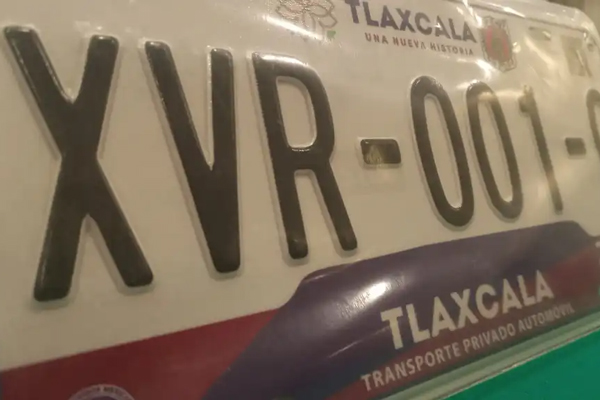 TLAXCALA
UNA NUEVA HISTORIA
XVR-001-
TLAXCALA
TRANSPORTE PRIVADO AUTOMOVIL